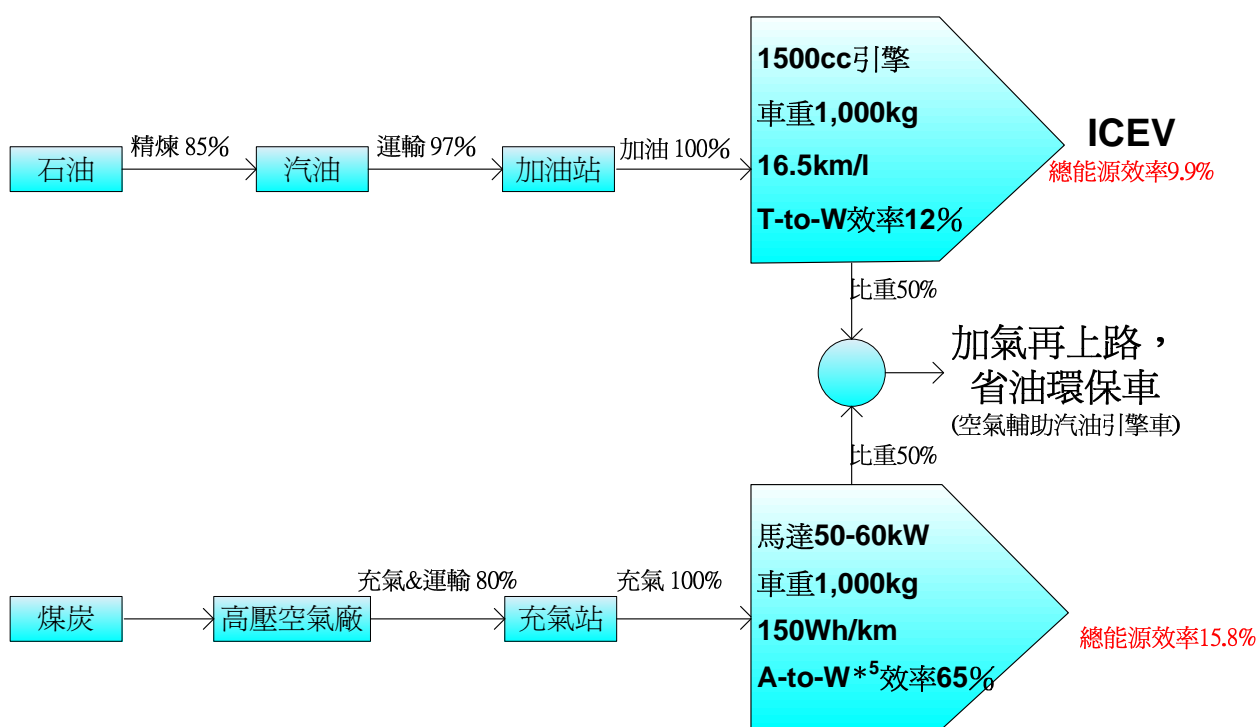 1500cc引擎
車重1,000kg
16.5km/l
T-to-W效率12%
ICEV
總能源效率9.9%
石油
精煉 85%
汽油
運輸 97%
加油站
加油 100%
比重50%
加氣再上路，
省油環保車
(空氣輔助汽油引擎車)
比重50%
煤炭
高壓空氣廠
充氣&運輸 80%
充氣站
充氣 100%
馬達50-60kW
車重1,000kg
150Wh/km
A-to-W*5效率65%
總能源效率15.8%